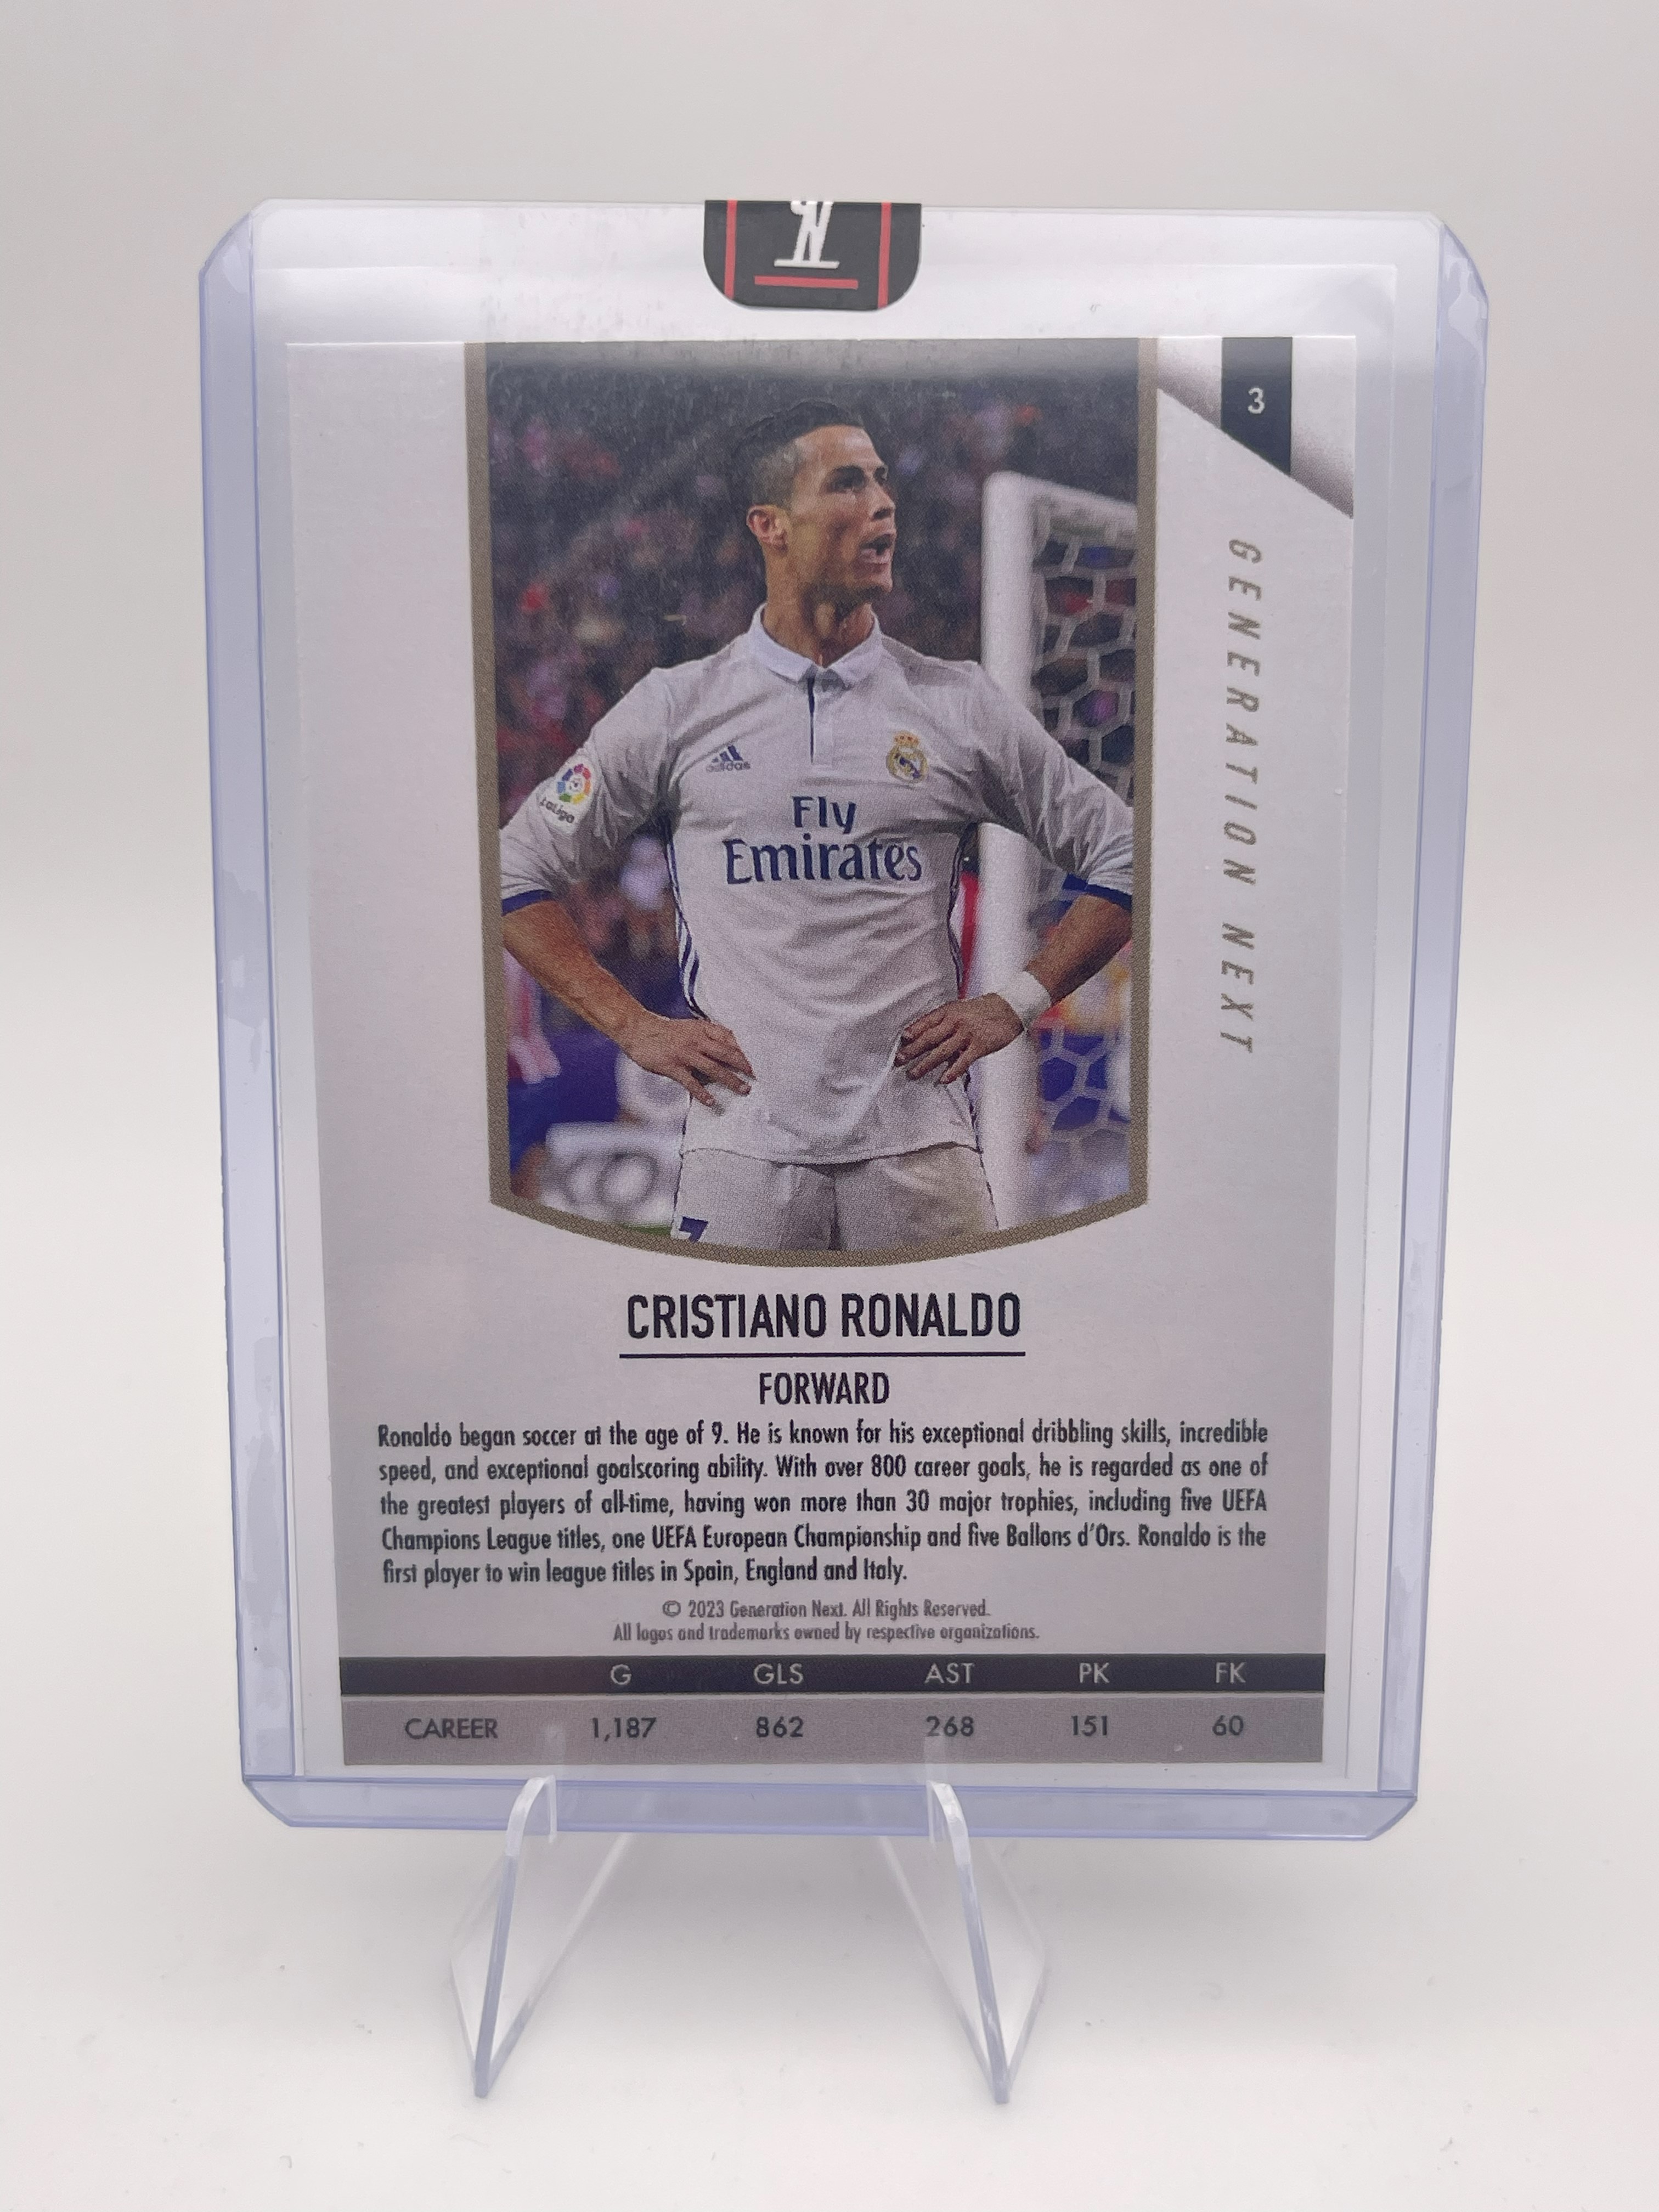 3
GENERATION NEXT
adidas
LaLiga
Fly
Emirates
7
CRISTIANO RONALDO
FORWARD
Ronaldo began soccer at the age of 9. He is known for his exceptional dribbling skills, incredible
speed, and exceptional goalscoring ability. With over 800 career goals, he is regarded as one of
the greatest players of all-time, having won more than 30 major trophies, including five UEFA
Champions League titles, one UEFA European Championship and five Ballons d'Ors. Ronaldo is the
first player to win league titles in Spain, England and Italy.
© 2023 Generation Next. All Rights Reserved.
All logos and trademarks owned by respective organizations.
G GLS AST PK FK
CAREER 1,187 862 268 151 60